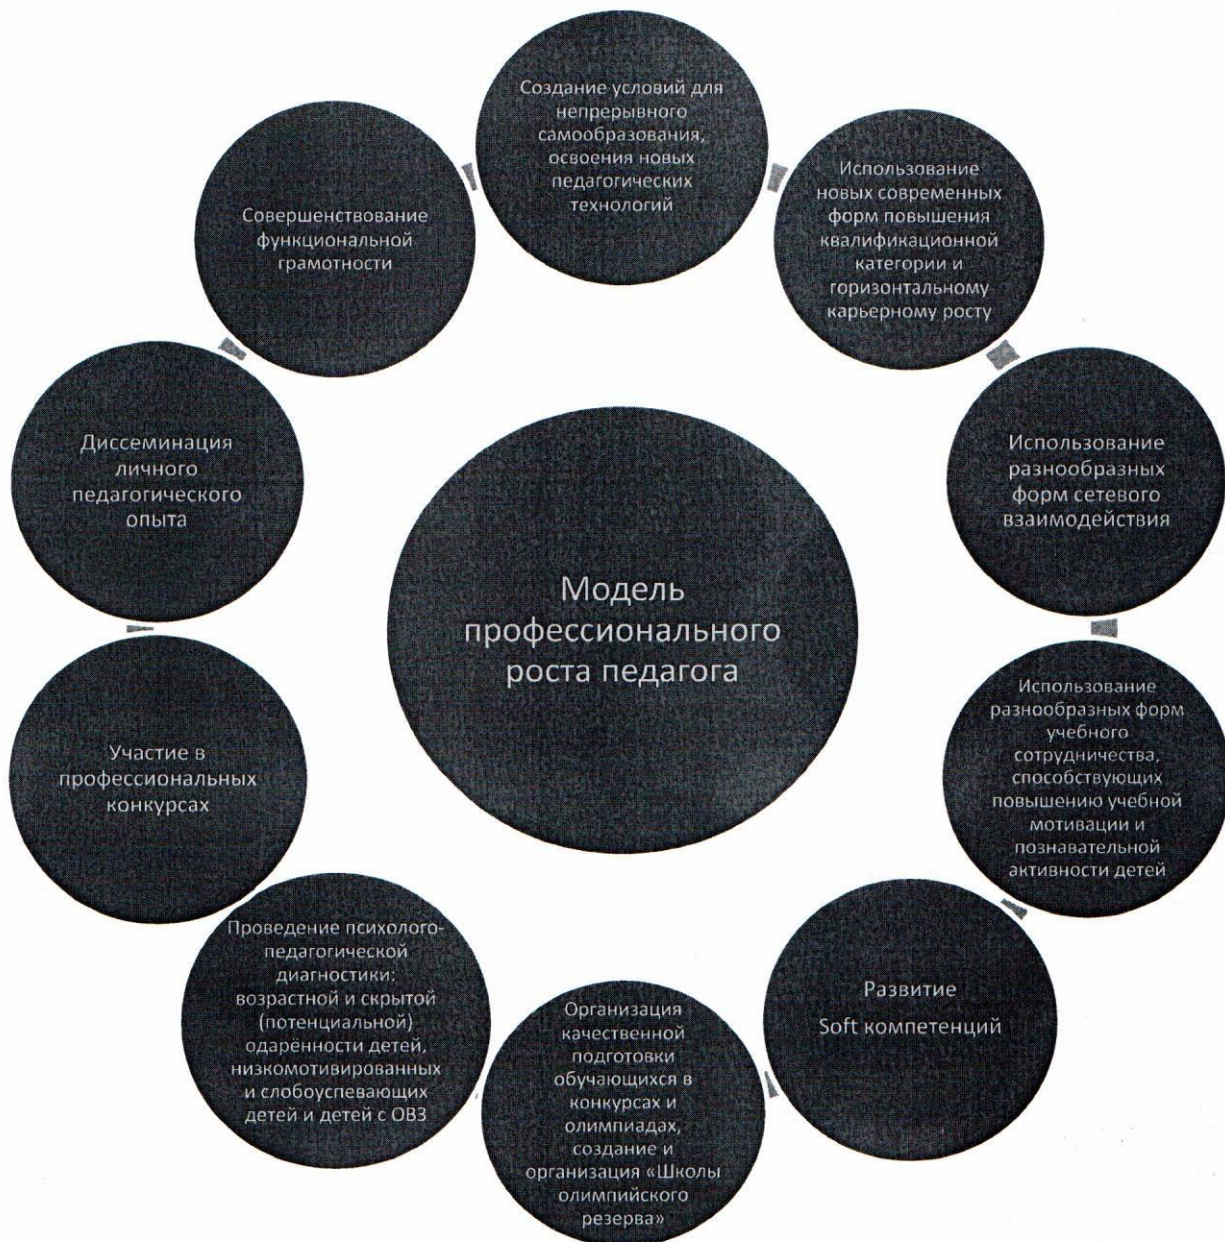 Создание условий для
непрерывного
самообразования,
освоения новых
педагогических
технологий
Использование
новых современных
форм повышения
квалификационной
категории и
горизонтальному
карьерному росту
Использование
разнообразных
форм сетевого
взаимодействия
Использование
разнообразных форм
учебного
сотрудничества,
способствующих
повышению учебной
мотивации и
познавательной
активности детей
Развитие
Soft компетенций
Организация
качественной
подготовки
обучающихся в
конкурсах и
олимпиадах,
создание и
организация «Школы
олимпийского
резерва»
Проведение психолого-
педагогической
диагностики:
возрастной и скрытой
(потенциальной)
одарённости детей,
низкомотивированных
и слобоуспевающих
детей и детей с ОВЗ
Участие в
профессиональных
конкурсах
Диссеминация
личного
педагогического
опыта
Совершенствование
функциональной
грамотности
Модель
профессионального
роста педагога